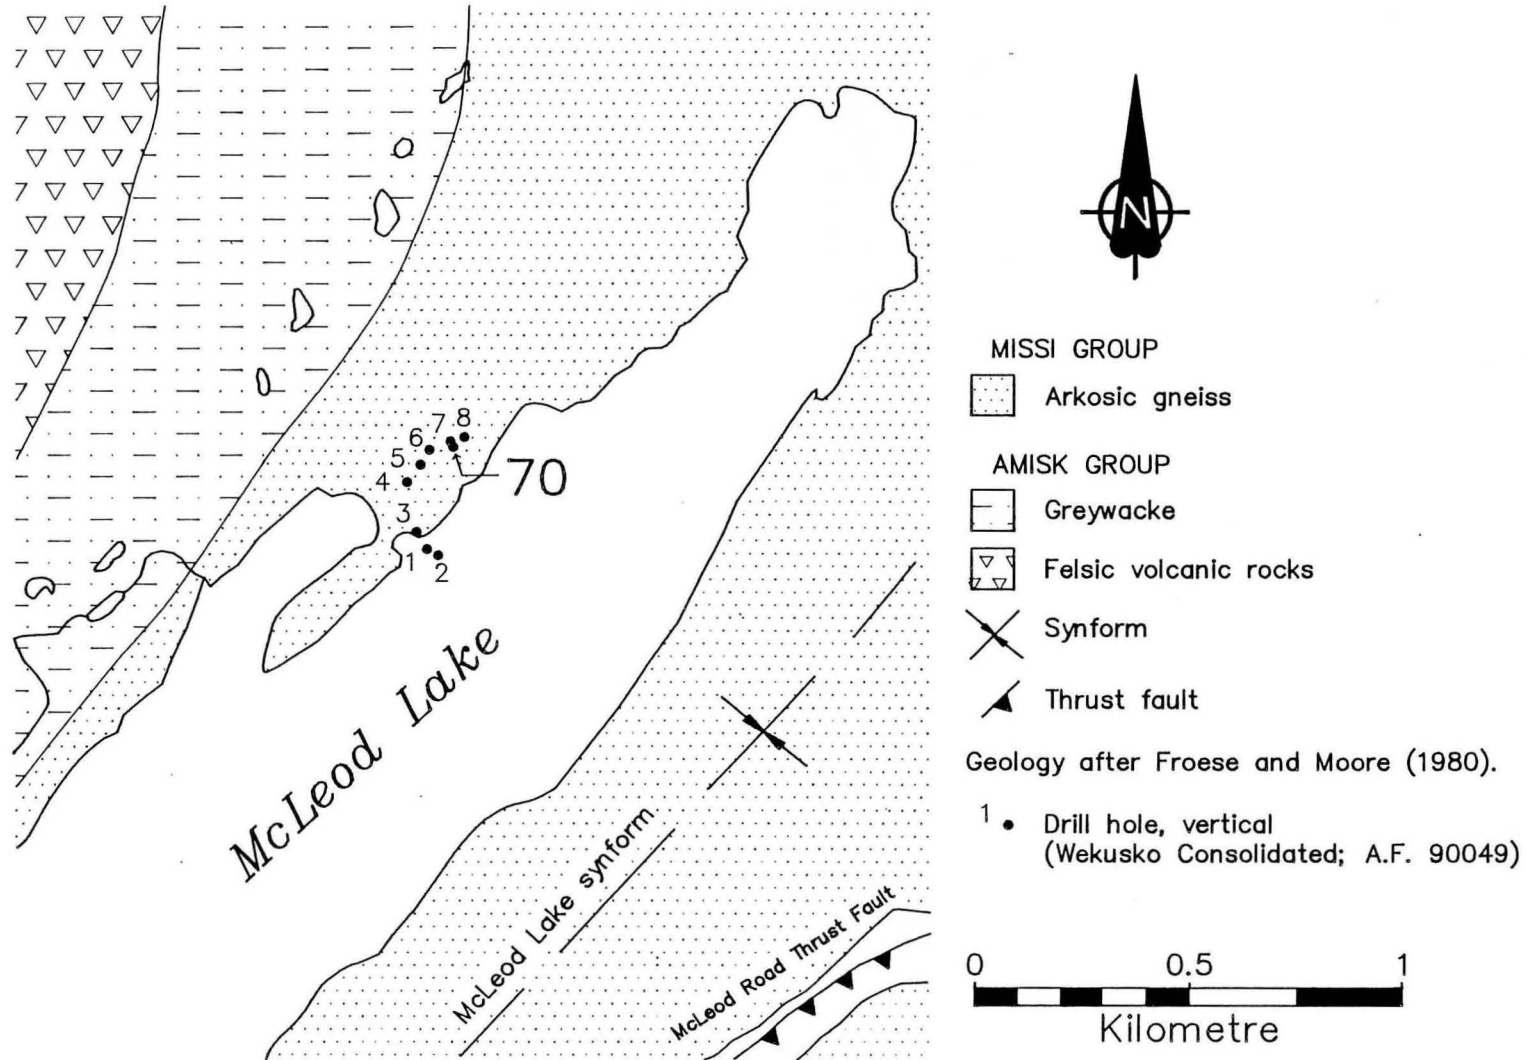 N
MISSI GROUP
Arkosic gneiss
AMISK GROUP
Greywacke
Felsic volcanic rocks
Synform
Thrust fault
Geology after Froese and Moore (1980).
1
Drill hole, vertical
(Wekusko Consolidated; A.F. 90049)
0 0.5 1
Kilometre
7 8
6
5
4
70
3
1
2
McLeod Lake
McLeod Lake synform
McLeod Road Thrust Fault